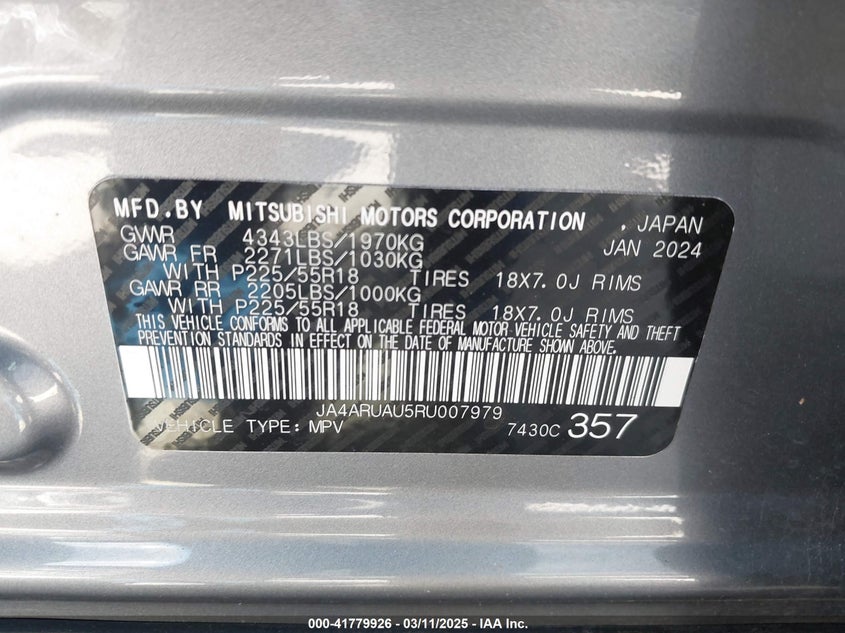 MFD.BY MITSUBISHI MOTORS CORPORATION , JAPAN
GVWR 4343LBS/1970KG JAN 2024
GAWR FR 2271LBS/1030KG
WITH P225/55R18 TIRES 18X7.0J RIMS
GAWR RR 2205LBS/1000KG
WITH P225/55R18 TIRES 18X7.0J RIMS
THIS VEHICLE CONFORMS TO ALL APPLICABLE FEDERAL MOTOR VEHICLE SAFETY AND THEFT
PREVENTION STANDARDS IN EFFECT ON THE DATE OF MANUFACTURE SHOWN ABOVE.
JA4ARUAU5RU007979
VEHICLE TYPE: MPV 7430C 357
000-41779926 - 03/11/2025 - IAA Inc.